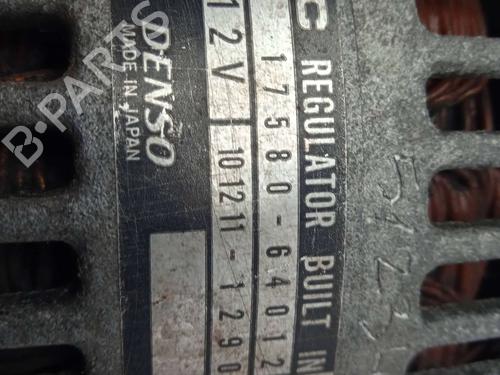 C REGULATOR BUILT IN
17580-64012
12V 101211-1290
DENSO
MADE IN JAPAN
B-PARTS